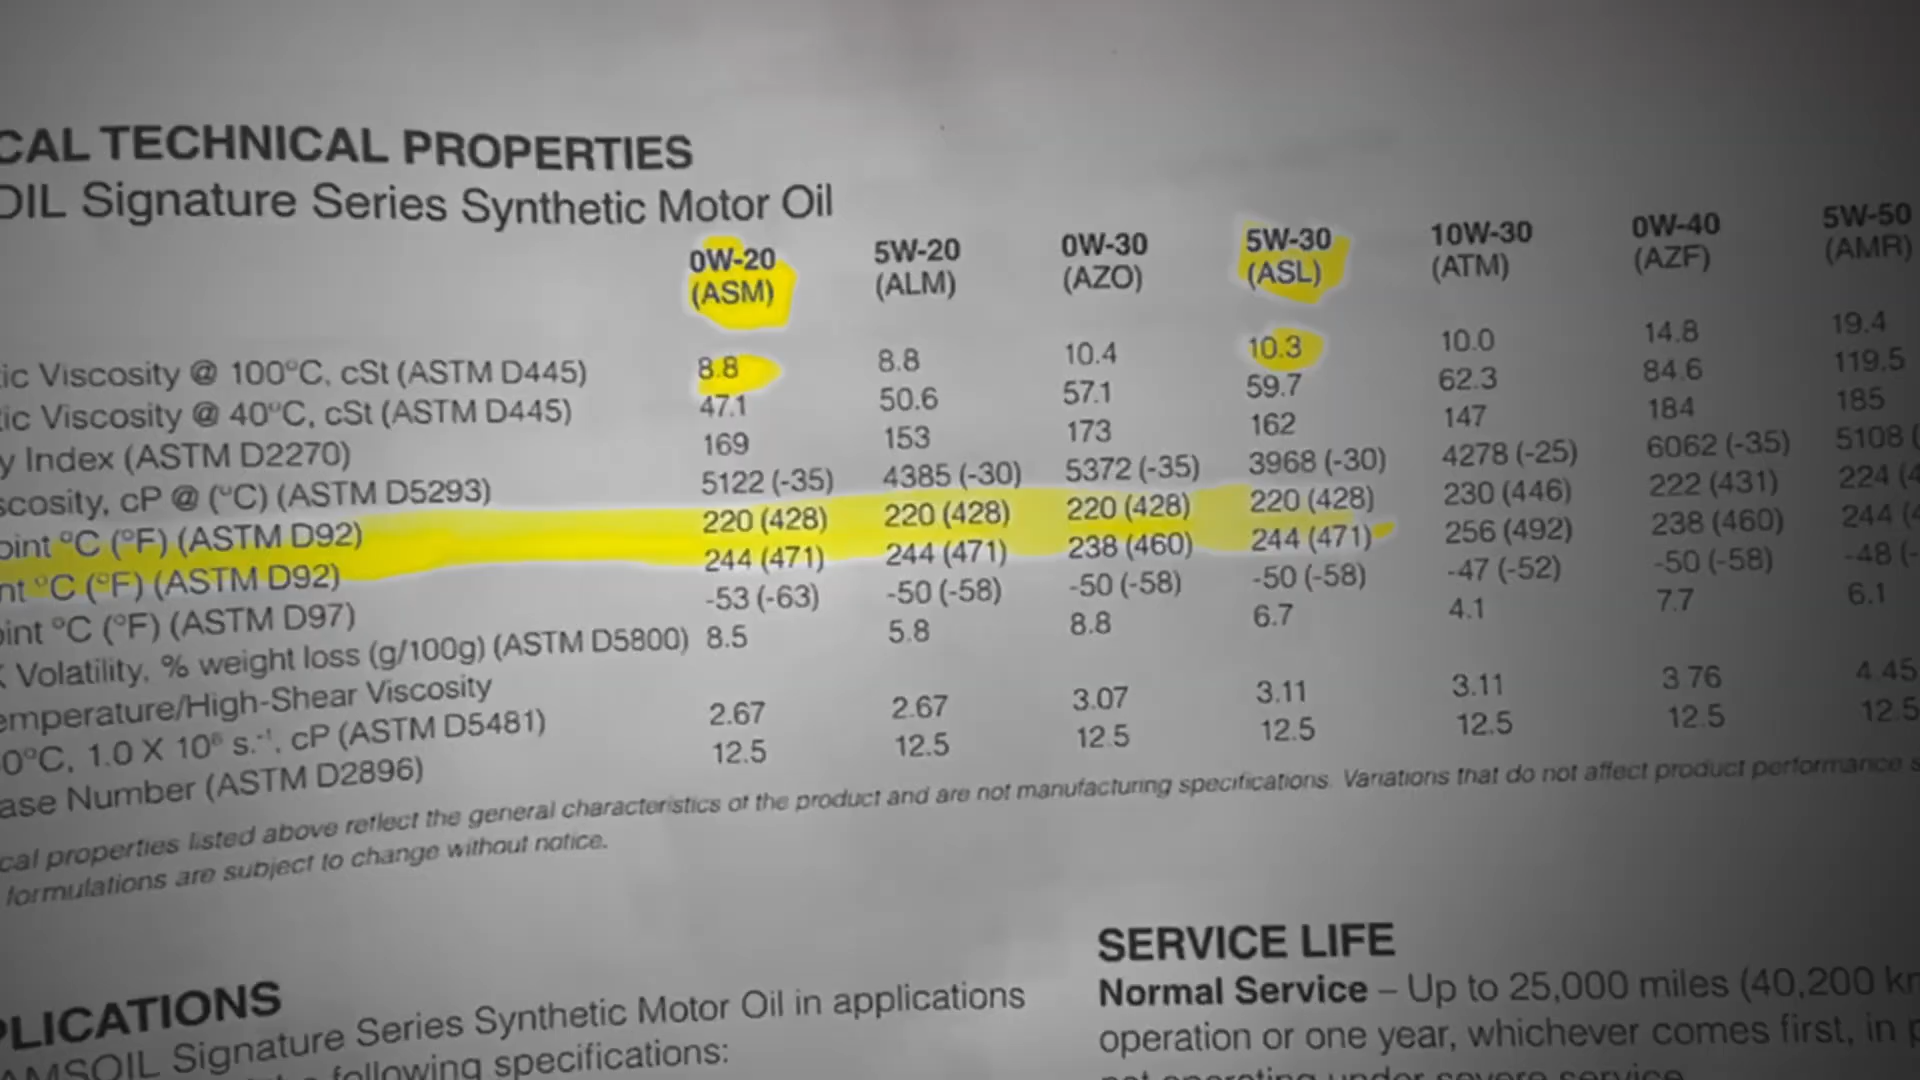 CAL TECHNICAL PROPERTIES
OIL Signature Series Synthetic Motor Oil
0W-20 5W-20 0W-30 5W-30 10W-30 0W-40 5W-50
(ASM) (ALM) (AZO) (ASL) (ATM) (AZF) (AMR)
ic Viscosity @ 100°C, cSt (ASTM D445) 8.8 8.8 10.4 10.3 10.0 14.8 19.4
ic Viscosity @ 40°C, cSt (ASTM D445) 47.1 50.6 57.1 59.7 62.3 84.6 119.5
y Index (ASTM D2270) 169 153 173 162 147 184 185
scosity, cP @ (°C) (ASTM D5293) 5122 (-35) 4385 (-30) 5372 (-35) 3968 (-30) 4278 (-25) 6062 (-35) 5108 (
oint °C (°F) (ASTM D92) 220 (428) 220 (428) 220 (428) 220 (428) 230 (446) 222 (431) 224 (4
nt °C (°F) (ASTM D92) 244 (471) 244 (471) 238 (460) 244 (471) 256 (492) 238 (460) 244 (4
oint °C (°F) (ASTM D97) -53 (-63) -50 (-58) -50 (-58) -50 (-58) -47 (-52) -50 (-58) -48 (-
K Volatility, % weight loss (g/100g) (ASTM D5800) 8.5 5.8 8.8 6.7 4.1 7.7 6.1
emperature/High-Shear Viscosity
0°C, 1.0 X 10⁶ s.⁻¹, cP (ASTM D5481) 2.67 2.67 3.07 3.11 3.11 3.76 4.45
ase Number (ASTM D2896) 12.5 12.5 12.5 12.5 12.5 12.5 12.5
cal properties listed above reflect the general characteristics of the product and are not manufacturing specifications. Variations that do not affect product performance s
formulations are subject to change without notice.
PLICATIONS
AMSOIL Signature Series Synthetic Motor Oil in applications
following specifications:
SERVICE LIFE
Normal Service – Up to 25,000 miles (40,200 km
operation or one year, whichever comes first, in p
not operating under severe service